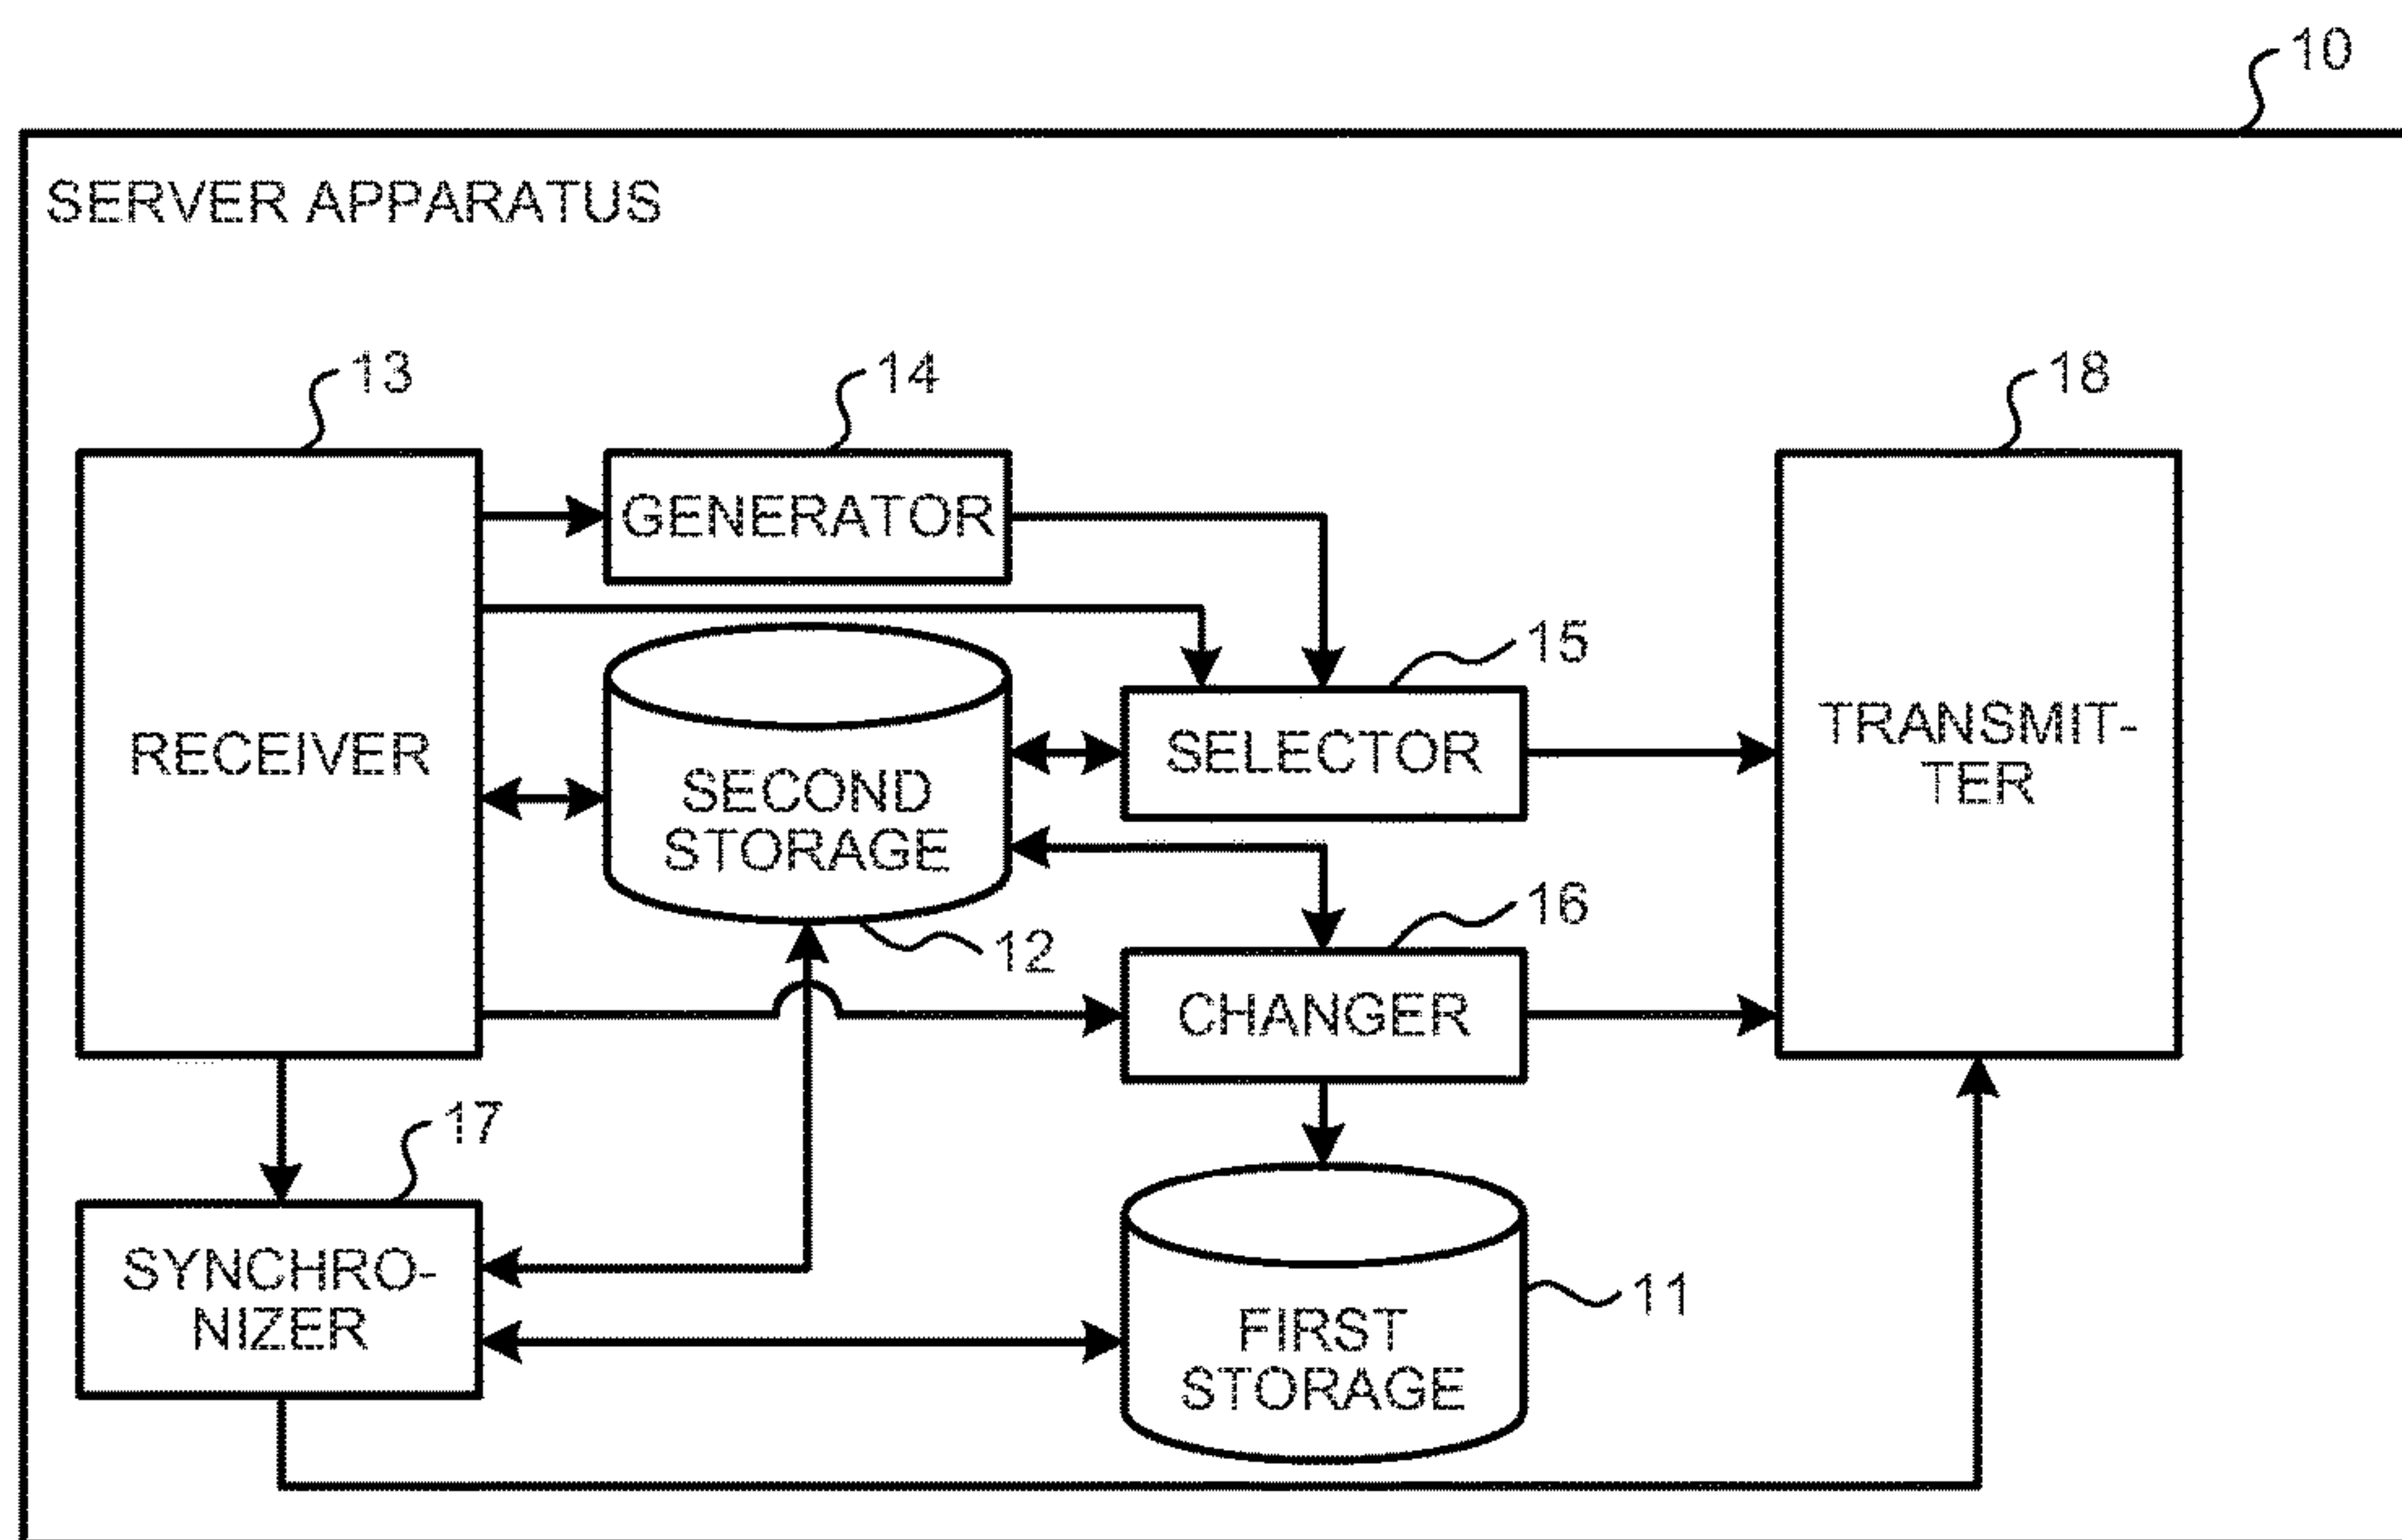 10
SERVER APPARATUS
13
14
18
GENERATOR
15
RECEIVER
SELECTOR
TRANSMIT-
TER
SECOND
STORAGE
16
12
CHANGER
17
SYNCHRO-
NIZER
11
FIRST
STORAGE